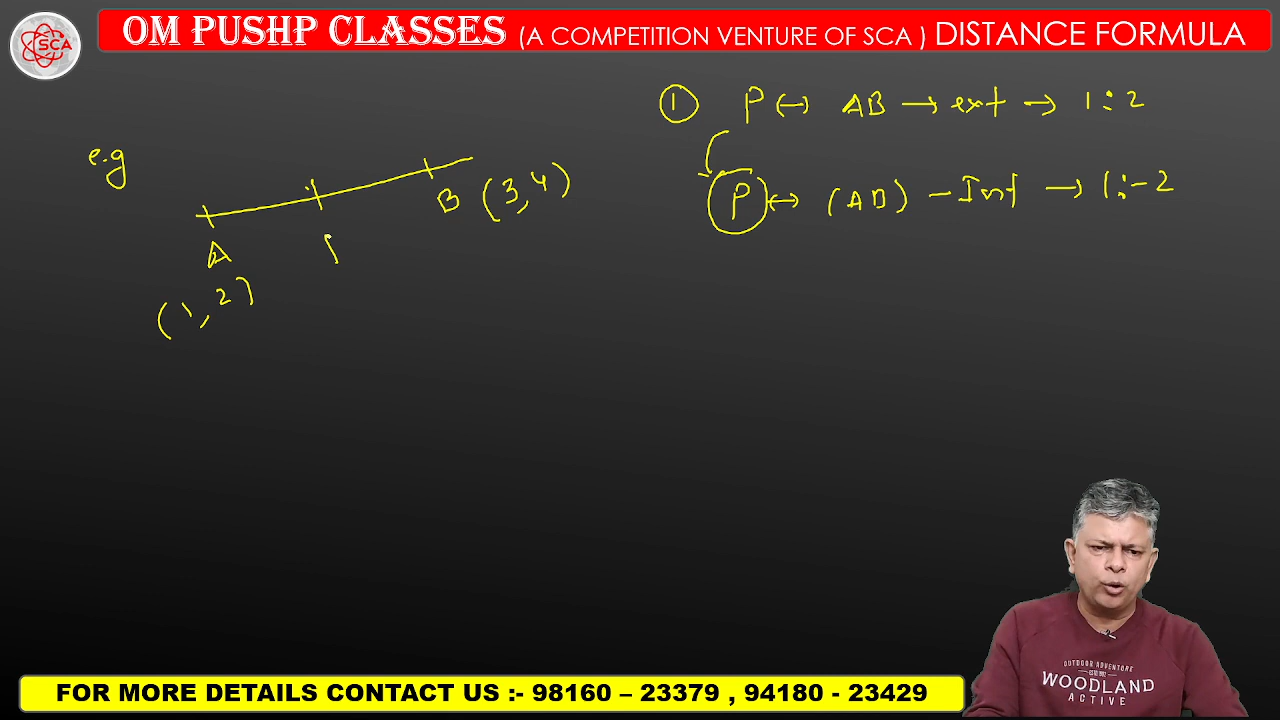 SCA
OM PUSHP CLASSES (A COMPETITION VENTURE OF SCA ) DISTANCE FORMULA
① P ↔ AB → ext → 1:2
P ↔ (AB) - Int → 1:-2
e.g
B (3,4)
A
(1,2)
OUTDOOR ADVENTURE
WOODLAND
ACTIVE
FOR MORE DETAILS CONTACT US :- 98160 – 23379 , 94180 - 23429